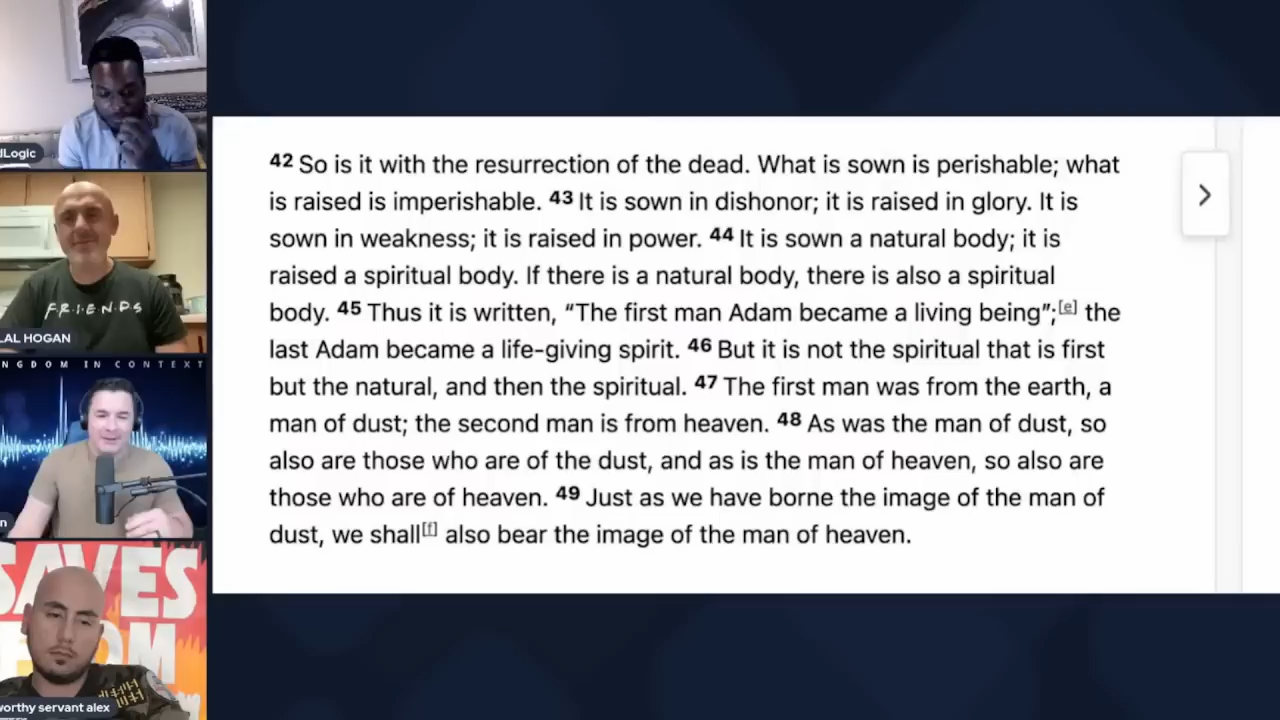 dLogic
F.R.I.E.N.D.S
LAL HOGAN
NGDOM IN CONTEXT
n
SAVES
FROM
worthy servant alex
42 So is it with the resurrection of the dead. What is sown is perishable; what
is raised is imperishable. 43 It is sown in dishonor; it is raised in glory. It is
sown in weakness; it is raised in power. 44 It is sown a natural body; it is
raised a spiritual body. If there is a natural body, there is also a spiritual
body. 45 Thus it is written, “The first man Adam became a living being”;[e] the
last Adam became a life-giving spirit. 46 But it is not the spiritual that is first
but the natural, and then the spiritual. 47 The first man was from the earth, a
man of dust; the second man is from heaven. 48 As was the man of dust, so
also are those who are of the dust, and as is the man of heaven, so also are
those who are of heaven. 49 Just as we have borne the image of the man of
dust, we shall[f] also bear the image of the man of heaven.